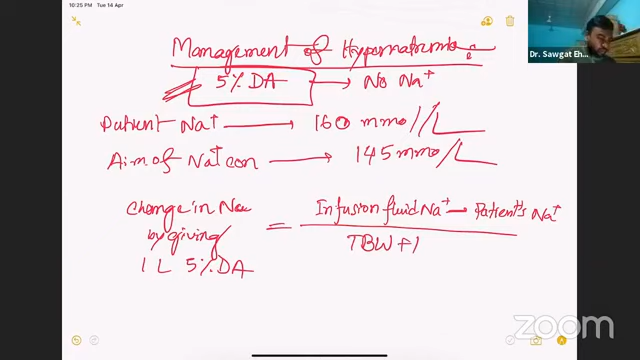 10:25 PM Tue 14 Apr
Management of Hypernatremia
5% DA → No Na+
Patient Na+ → 160 mmol/L
Aim of Na+ con → 145 mmol/L
Change in Na
by giving
1 L 5% DA
=
Infusion fluid Na+ - Patient's Na+
TBW + 1
Dr. Sawgat Eh...
zoom